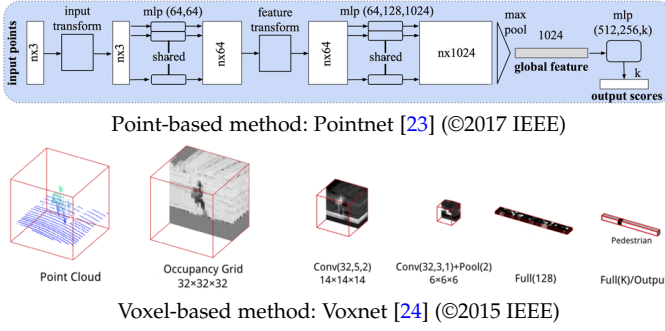 input points
nx3
input
transform
nx3
mlp (64,64)
shared
nx64
feature
transform
nx64
mlp (64,128,1024)
shared
nx1024
max
pool
1024
global feature
mlp
(512,256,k)
k
output scores
Point-based method: Pointnet [23] (©2017 IEEE)
Point Cloud
Occupancy Grid
32×32×32
Conv(32,5,2)
14×14×14
Conv(32,3,1)+Pool(2)
6×6×6
Full(128)
Pedestrian
Full(K)/Output
Voxel-based method: Voxnet [24] (©2015 IEEE)